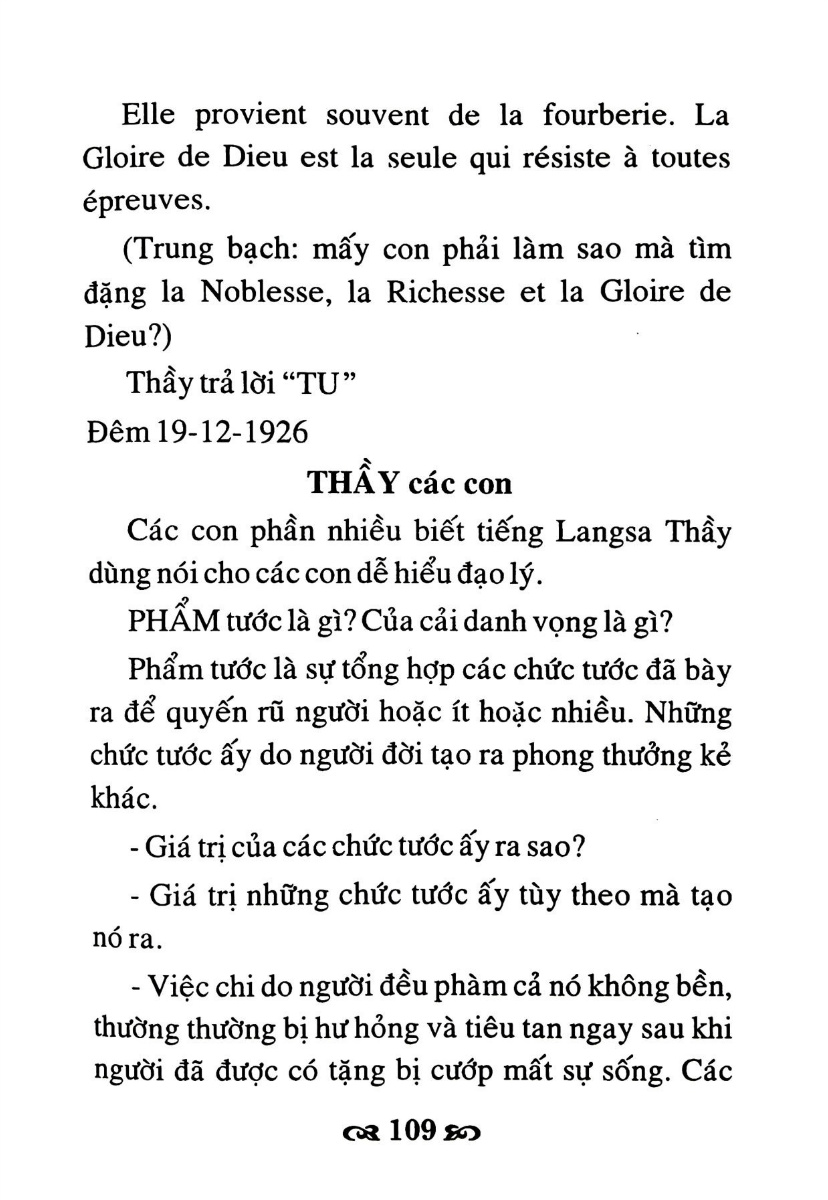 Elle provient souvent de la fourberie. La
Gloire de Dieu est la seule qui résiste à toutes
épreuves.
(Trung bạch: mấy con phải làm sao mà tìm
đặng la Noblesse, la Richesse et la Gloire de
Dieu?)
Thầy trả lời “TU”
Đêm 19-12-1926
THẦY các con
Các con phần nhiều biết tiếng Langsa Thầy
dùng nói cho các con dễ hiểu đạo lý.
PHẨM tước là gì? Của cải danh vọng là gì?
Phẩm tước là sự tổng hợp các chức tước đã bày
ra để quyến rũ người hoặc ít hoặc nhiều. Những
chức tước ấy do người đời tạo ra phong thưởng kẻ
khác.
- Giá trị của các chức tước ấy ra sao?
- Giá trị những chức tước ấy tùy theo mà tạo
nó ra.
- Việc chi do người đều phàm cả nó không bền,
thường thường bị hư hỏng và tiêu tan ngay sau khi
người đã được có tặng bị cướp mất sự sống. Các
109